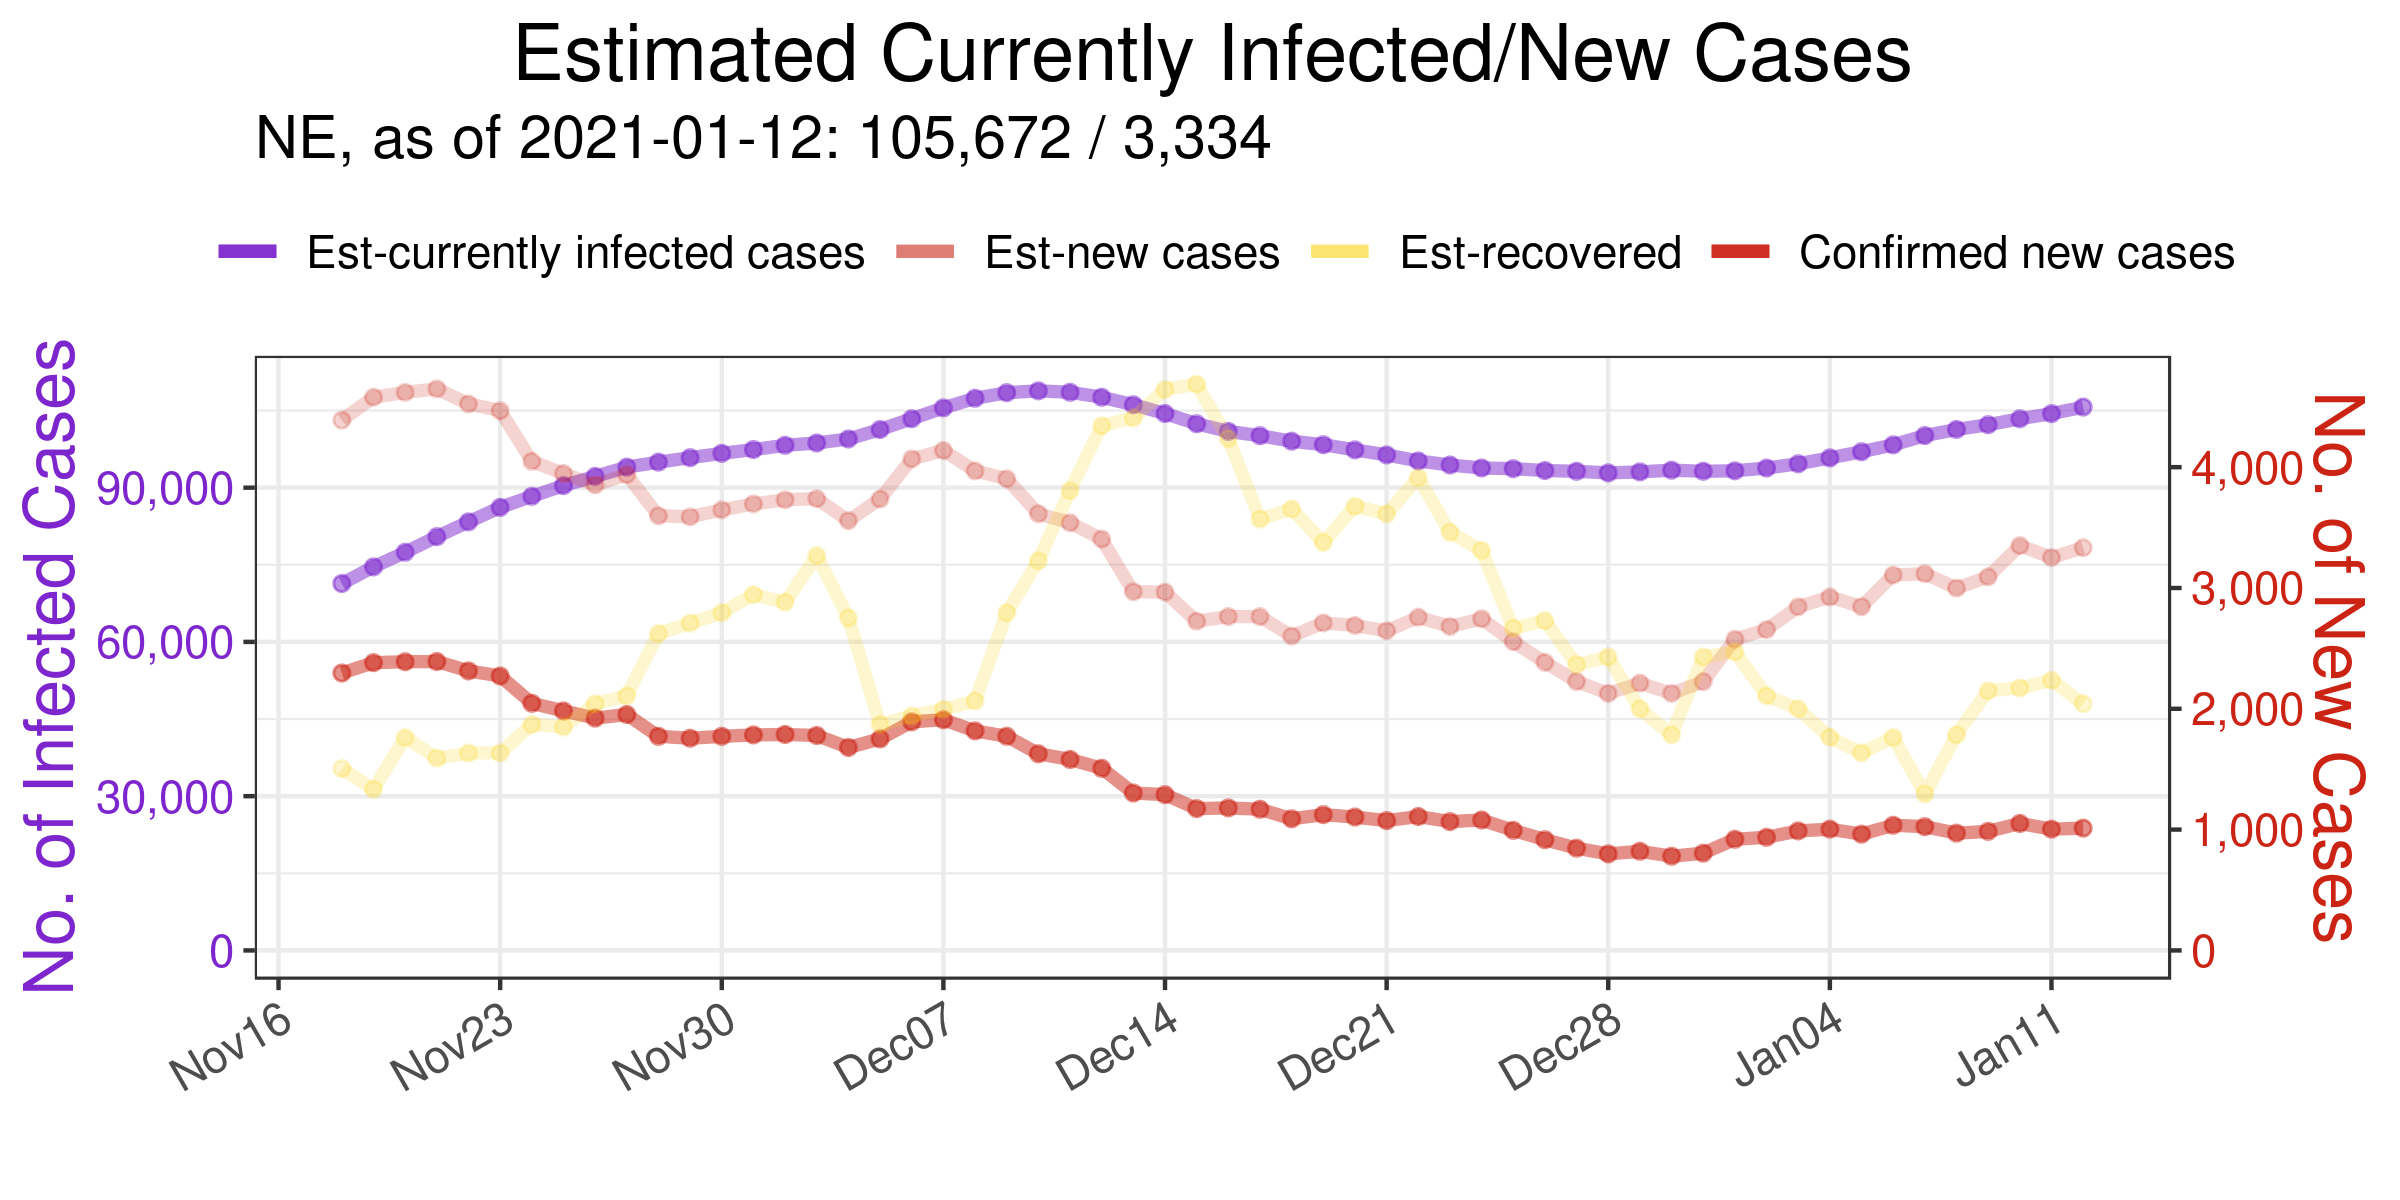 Estimated Currently Infected/New Cases
NE, as of 2021-01-12: 105,672 / 3,334
Est-currently infected cases Est-new cases Est-recovered Confirmed new cases
No. of Infected Cases
90,000
60,000
30,000
0
4,000
3,000
2,000
1,000
0
No. of New Cases
Nov16 Nov23 Nov30 Dec07 Dec14 Dec21 Dec28 Jan04 Jan11